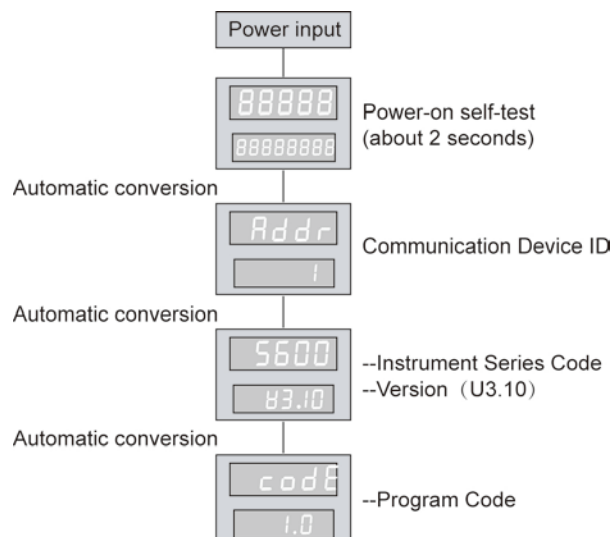 Power input
88888
88888888
Power-on self-test
(about 2 seconds)
Automatic conversion
Addr
1
Communication Device ID
Automatic conversion
S600
U3.10
--Instrument Series Code
--Version（U3.10）
Automatic conversion
codE
1.0
--Program Code